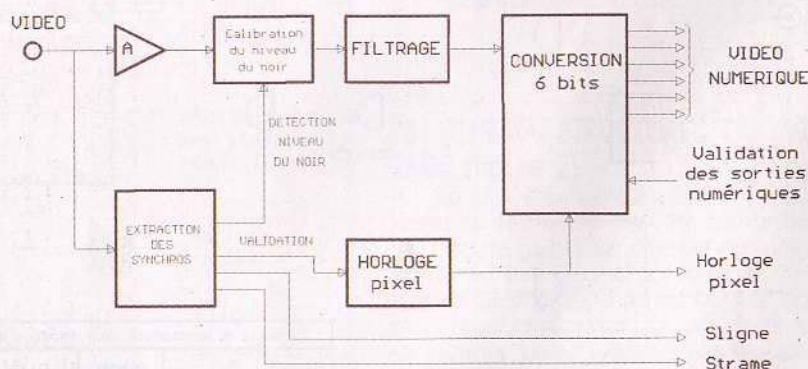 VIDEO
A
Calibration
du niveau
du noir
FILTRAGE
CONVERSION
6 bits
VIDEO
NUMERIQUE
DETECTION
NIVEAU
DU NOIR
Validation
des sorties
numériques
EXTRACTION
DES
SYNCHROS
VALIDATION
HORLOGE
pixel
Horloge
pixel
Sligne
Strame